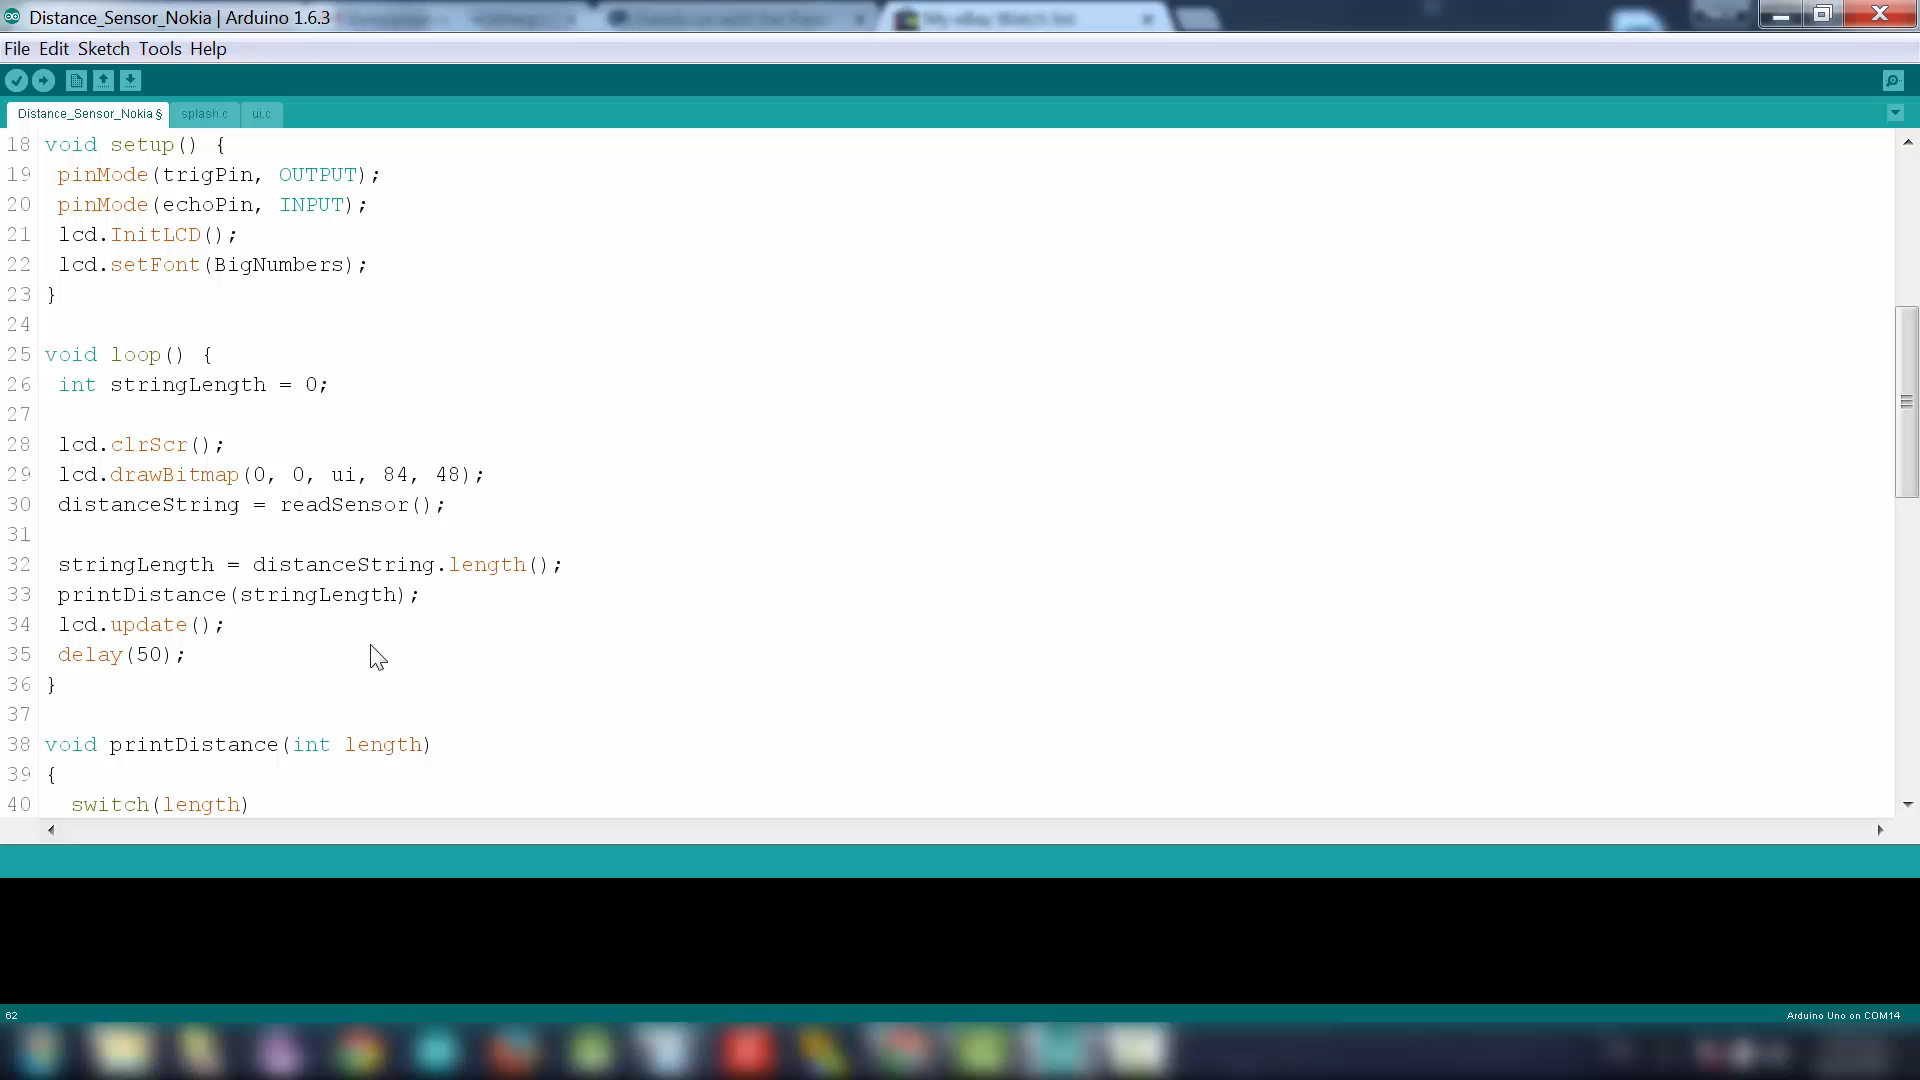 Distance_Sensor_Nokia | Arduino 1.6.3
My eBay Watch list
File Edit Sketch Tools Help
Distance_Sensor_Nokia § splash.c ui.c
18 void setup() {
19 pinMode(trigPin, OUTPUT);
20 pinMode(echoPin, INPUT);
21 lcd.InitLCD();
22 lcd.setFont(BigNumbers);
23 }
24
25 void loop() {
26 int stringLength = 0;
27
28 lcd.clrScr();
29 lcd.drawBitmap(0, 0, ui, 84, 48);
30 distanceString = readSensor();
31
32 stringLength = distanceString.length();
33 printDistance(stringLength);
34 lcd.update();
35 delay(50);
36 }
37
38 void printDistance(int length)
39 {
40 switch(length)
62
Arduino Uno on COM14